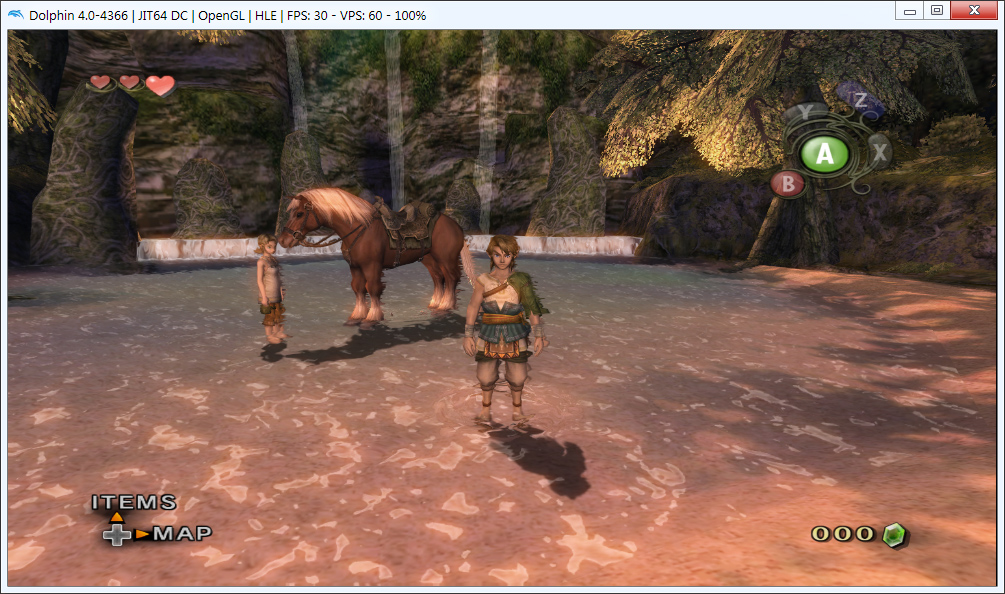 Dolphin 4.0-4366 | JIT64 DC | OpenGL | HLE | FPS: 30 - VPS: 60 - 100%
Z
Y
A
X
B
ITEMS
MAP
000